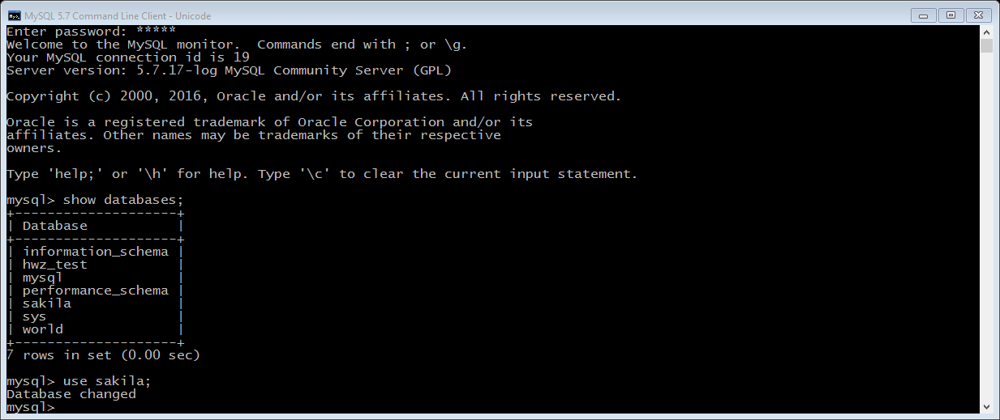 MySQL 5.7 Command Line Client - Unicode
Enter password: *****
Welcome to the MySQL monitor.  Commands end with ; or \g.
Your MySQL connection id is 19
Server version: 5.7.17-log MySQL Community Server (GPL)
Copyright (c) 2000, 2016, Oracle and/or its affiliates. All rights reserved.
Oracle is a registered trademark of Oracle Corporation and/or its
affiliates. Other names may be trademarks of their respective
owners.
Type 'help;' or '\h' for help. Type '\c' to clear the current input statement.
mysql> show databases;
+--------------------+
| Database           |
+--------------------+
| information_schema |
| hwz_test           |
| mysql              |
| performance_schema |
| sakila             |
| sys                |
| world              |
+--------------------+
7 rows in set (0.00 sec)
mysql> use sakila;
Database changed
mysql>